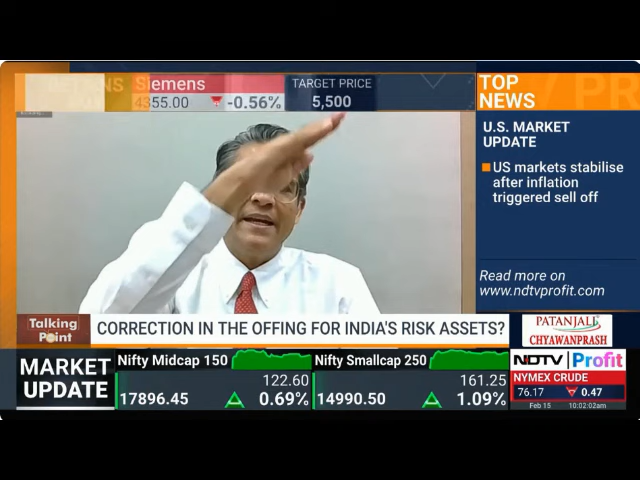 Siemens
4355.00 -0.56%
TARGET PRICE
5,500
TOP
NEWS
U.S. MARKET
UPDATE
US markets stabilise
after inflation
triggered sell off
Read more on
www.ndtvprofit.com
Talking
Point
CORRECTION IN THE OFFING FOR INDIA'S RISK ASSETS?
PATANJALI
CHYAWANPRASH
MARKET
UPDATE
Nifty Midcap 150
122.60
17896.45 0.69%
Nifty Smallcap 250
161.25
14990.50 1.09%
NDTV Profit
NYMEX CRUDE
76.17 0.47
Feb 15 10:02:02am